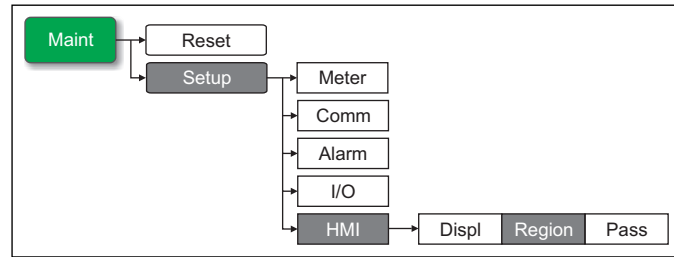 Maint
Reset
Setup
Meter
Comm
Alarm
I/O
HMI
Displ
Region
Pass